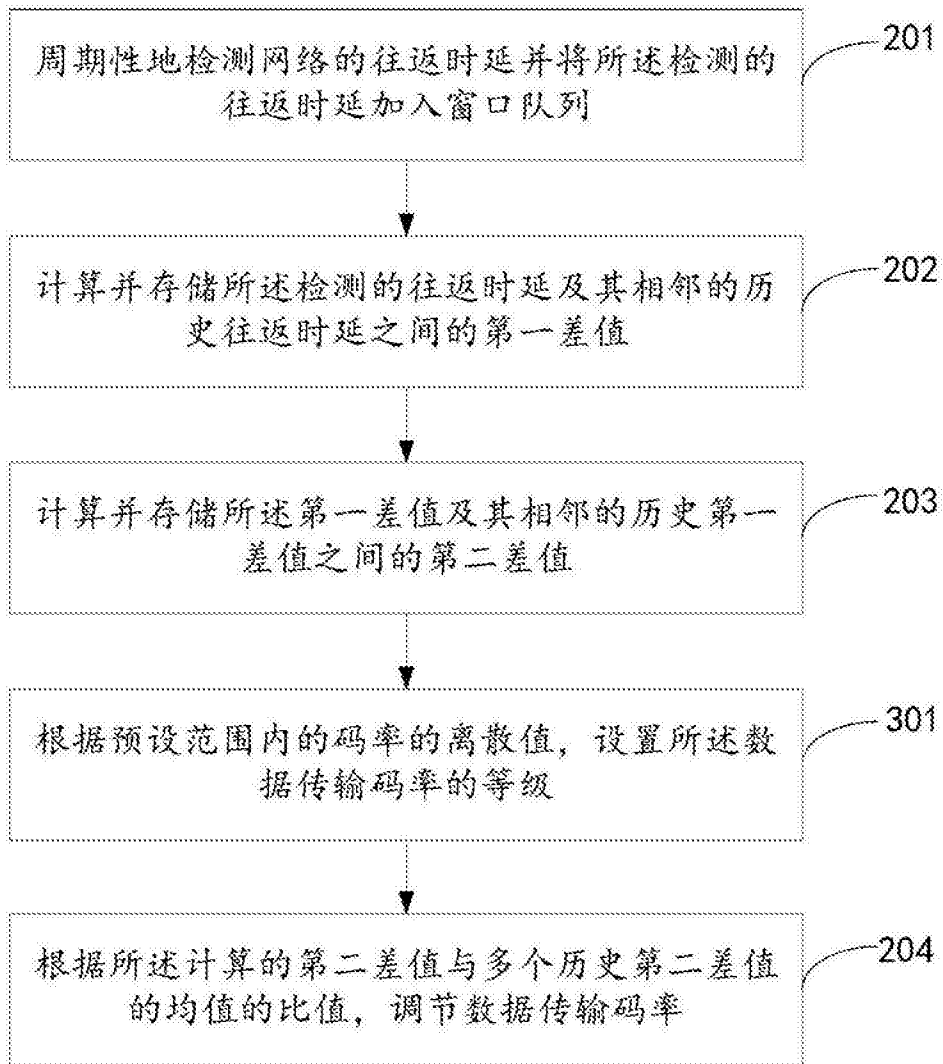 周期性地检测网络的往返时延并将所述检测的
往返时延加入窗口队列
201
计算并存储所述检测的往返时延及其相邻的历
史往返时延之间的第一差值
202
计算并存储所述第一差值及其相邻的历史第一
差值之间的第二差值
203
根据预设范围内的码率的离散值，设置所述数
据传输码率的等级
301
根据所述计算的第二差值与多个历史第二差值
的均值的比值，调节数据传输码率
204